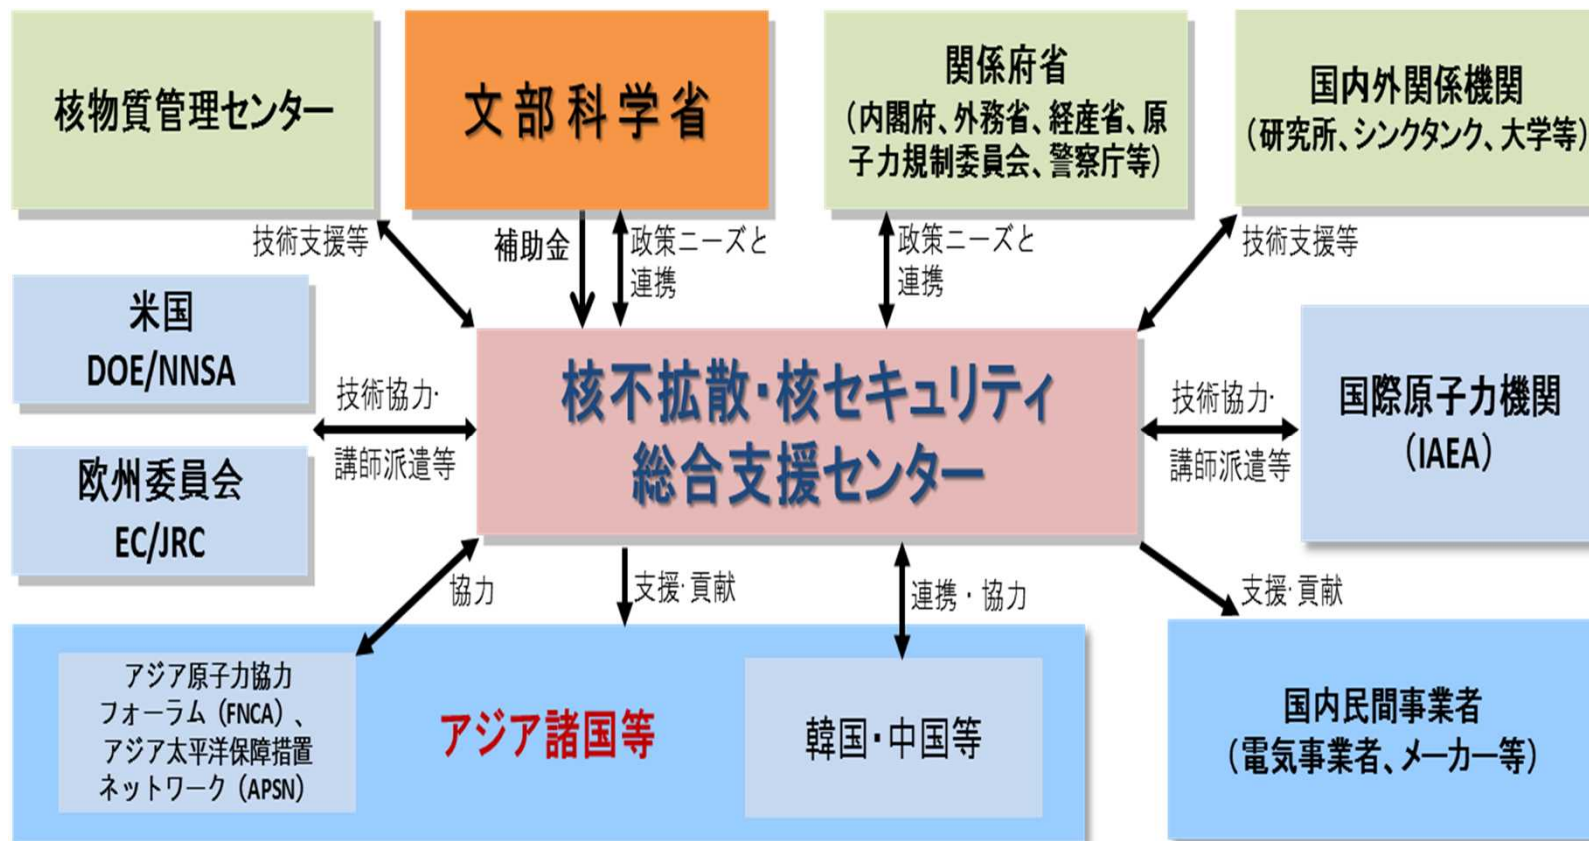 核物質管理センター
文部科学省
関係府省
(内閣府、外務省、経産省、原
子力規制委員会、警察庁等)
国内外関係機関
(研究所、シンクタンク、大学等)
技術支援等
補助金
政策ニーズと
連携
政策ニーズと
連携
技術支援等
米国
DOE/NNSA
欧州委員会
EC/JRC
技術協力・
講師派遣等
核不拡散・核セキュリティ
総合支援センター
技術協力・
講師派遣等
国際原子力機関
(IAEA)
協力
支援・貢献
連携・協力
支援・貢献
アジア原子力協力
フォーラム(FNCA)、
アジア太平洋保障措置
ネットワーク(APSN)
アジア諸国等
韓国・中国等
国内民間事業者
(電気事業者、メーカー等)